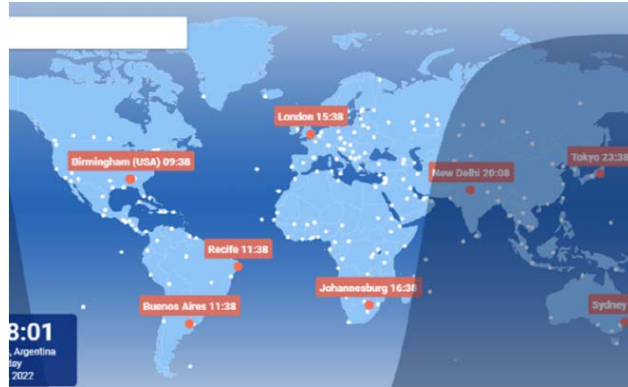 London 15:38
Birmingham (USA) 09:38
Tokyo 23:38
New Delhi 20:08
Recife 11:38
Johannesburg 16:38
Buenos Aires 11:38
Sydney
8:01
, Argentina
day
2022